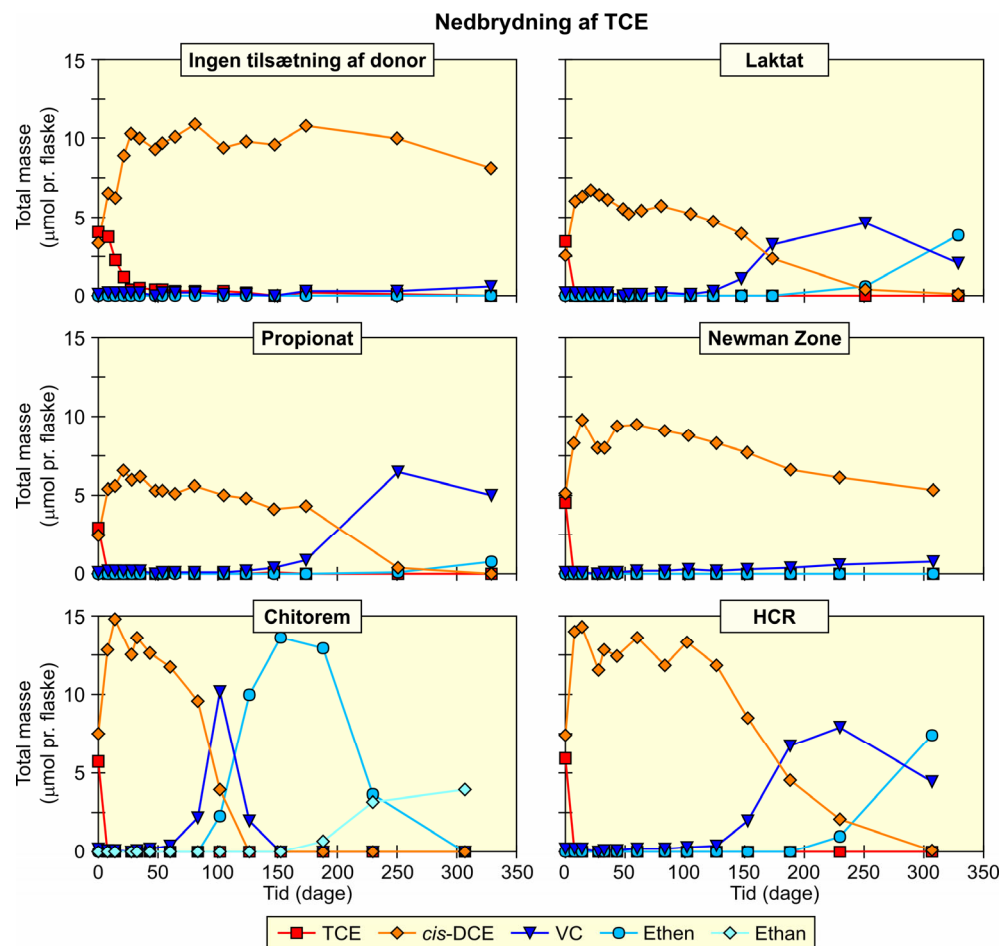 Nedbrydning af TCE
Ingen tilsætning af donor
Laktat
15
10
5
0
Total masse
(µmol pr. flaske)
Propionat
Newman Zone
15
10
5
0
Total masse
(µmol pr. flaske)
Chitorem
HCR
15
10
5
0
Total masse
(µmol pr. flaske)
0 50 100 150 200 250 300 350
0 50 100 150 200 250 300 350
Tid (dage)
Tid (dage)
TCE cis-DCE VC Ethen Ethan